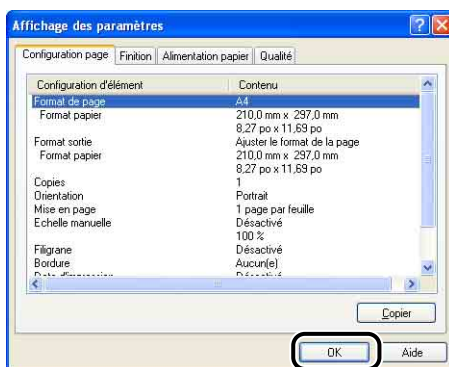 Affichage des paramètres
Configuration page Finition Alimentation papier Qualité
Configuration d'élément Contenu
Format de page A4
Format papier 210,0 mm x 297,0 mm
8,27 po x 11,69 po
Format sortie Ajuster le format de la page
Format papier 210,0 mm x 297,0 mm
8,27 po x 11,69 po
Copies 1
Orientation Portrait
Mise en page 1 page par feuille
Echelle manuelle Désactivé
100 %
Filigrane Désactivé
Bordure Aucun(e)
Date d'impression Désactivé
Copier
OK Aide